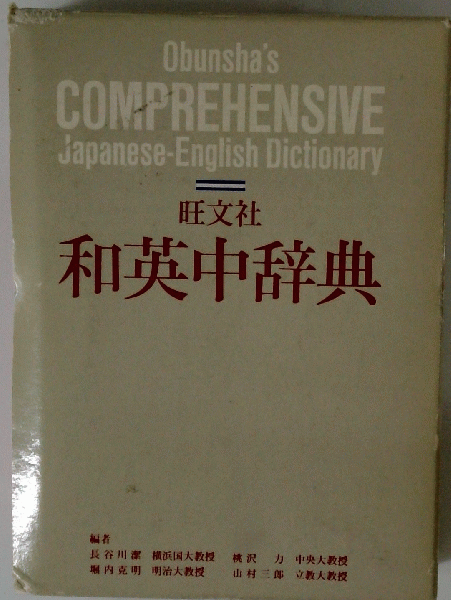 Obunsha's
COMPREHENSIVE
Japanese-English Dictionary
旺文社
和英中辞典
編者
長谷川潔 横浜国大教授 桃沢 力 中央大教授
堀内克明 明治大教授 山村三郎 立教大教授